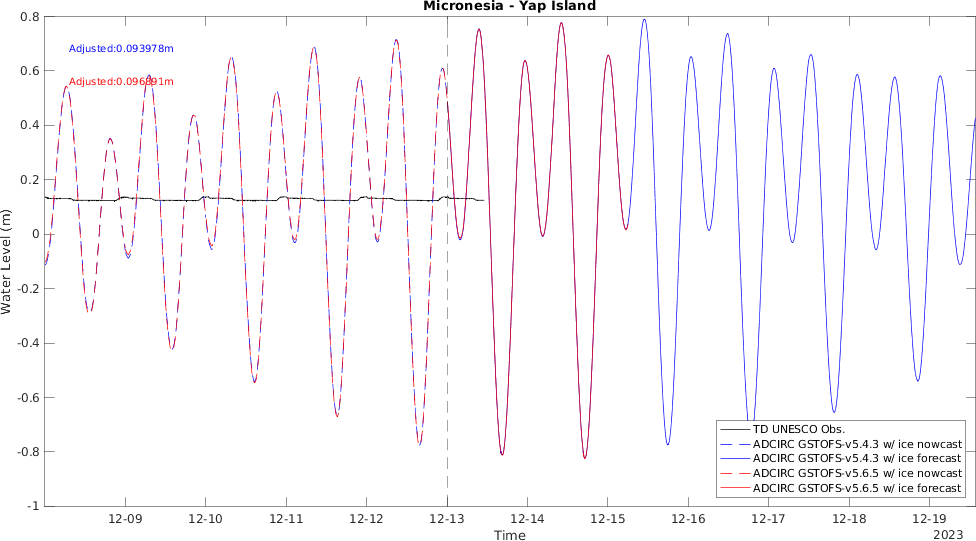 Micronesia - Yap Island
Adjusted:0.093978m
Adjusted:0.096891m
0.8
0.6
0.4
0.2
0
-0.2
-0.4
-0.6
-0.8
-1
Water Level (m)
TD UNESCO Obs.
ADCIRC GSTOFS-v5.4.3 w/ ice nowcast
ADCIRC GSTOFS-v5.4.3 w/ ice forecast
ADCIRC GSTOFS-v5.6.5 w/ ice nowcast
ADCIRC GSTOFS-v5.6.5 w/ ice forecast
12-09 12-10 12-11 12-12 12-13 12-14 12-15 12-16 12-17 12-18 12-19
Time
2023